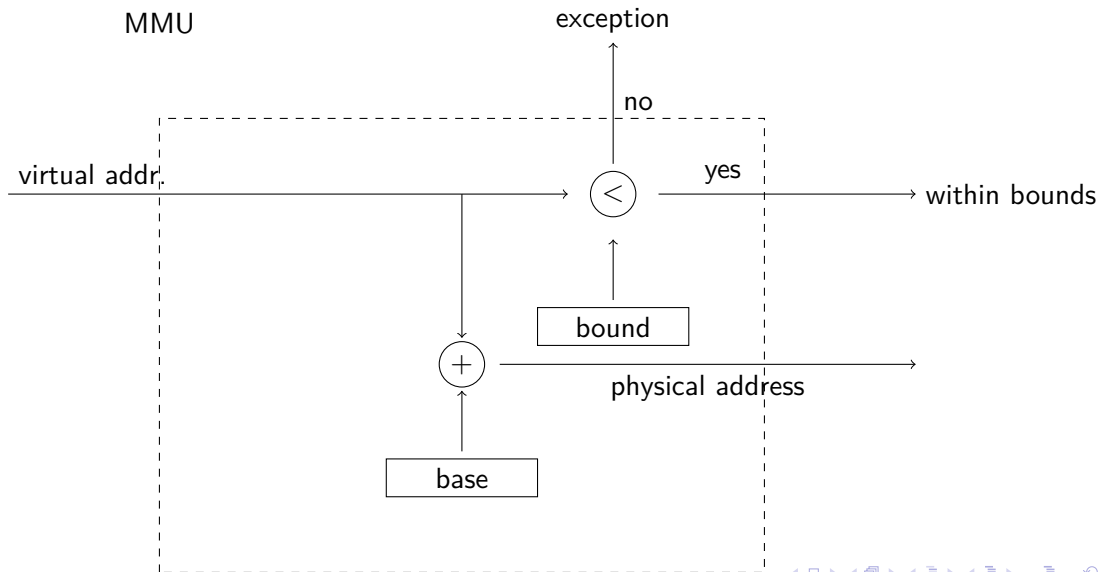 MMU
exception
no
virtual addr.
<
yes
within bounds
bound
+
physical address
base